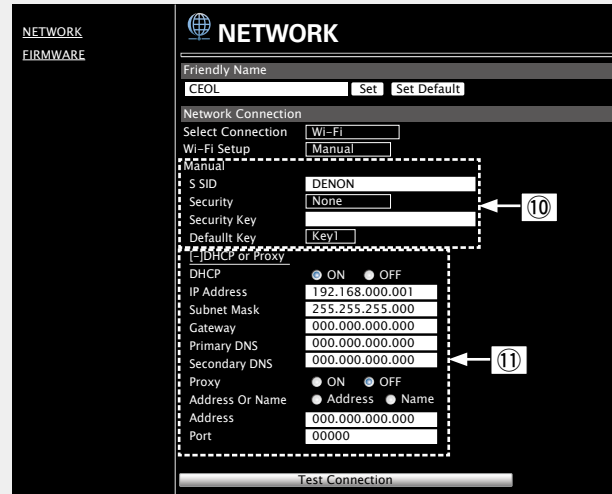 NETWORK
FIRMWARE
NETWORK
Friendly Name
CEOL Set Set Default
Network Connection
Select Connection Wi-Fi
Wi-Fi Setup Manual
Manual
S SID DENON
Security None
Security Key
Defaullt Key Key1
⑩
[-]DHCP or Proxy
DHCP ON OFF
IP Address 192.168.000.001
Subnet Mask 255.255.255.000
Gateway 000.000.000.000
Primary DNS 000.000.000.000
Secondary DNS 000.000.000.000
⑪
Proxy ON OFF
Address Or Name Address Name
Address 000.000.000.000
Port 00000
Test Connection